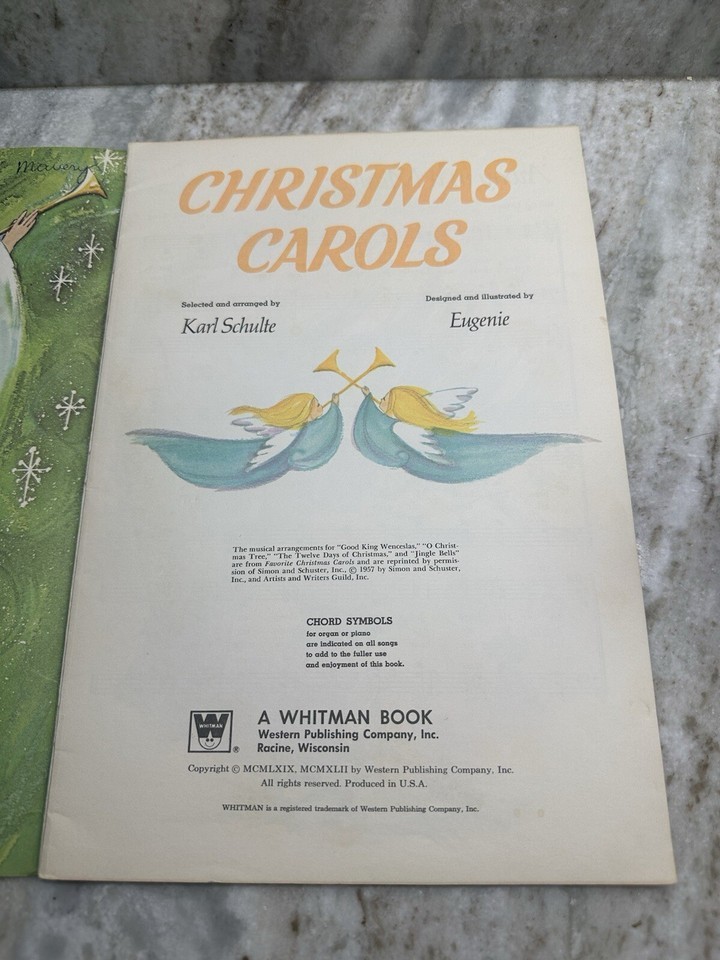 CHRISTMAS
CAROLS
Selected and arranged by
Karl Schulte
Designed and illustrated by
Eugenie
The musical arrangements for "Good King Wenceslas," "O Christ-
mas Tree," "The Twelve Days of Christmas," and "Jingle Bells"
are from Favorite Christmas Carols and are reprinted by permis-
sion of Simon and Schuster, Inc., © 1957 by Simon and Schuster,
Inc., and Artists and Writers Guild, Inc.
CHORD SYMBOLS
for organ or piano
are indicated on all songs
to add to the fuller use
and enjoyment of this book.
W
WHITMAN
®
A WHITMAN BOOK
Western Publishing Company, Inc.
Racine, Wisconsin
Copyright © MCMLXIX, MCMXLII by Western Publishing Company, Inc.
All rights reserved. Produced in U.S.A.
WHITMAN is a registered trademark of Western Publishing Company, Inc.